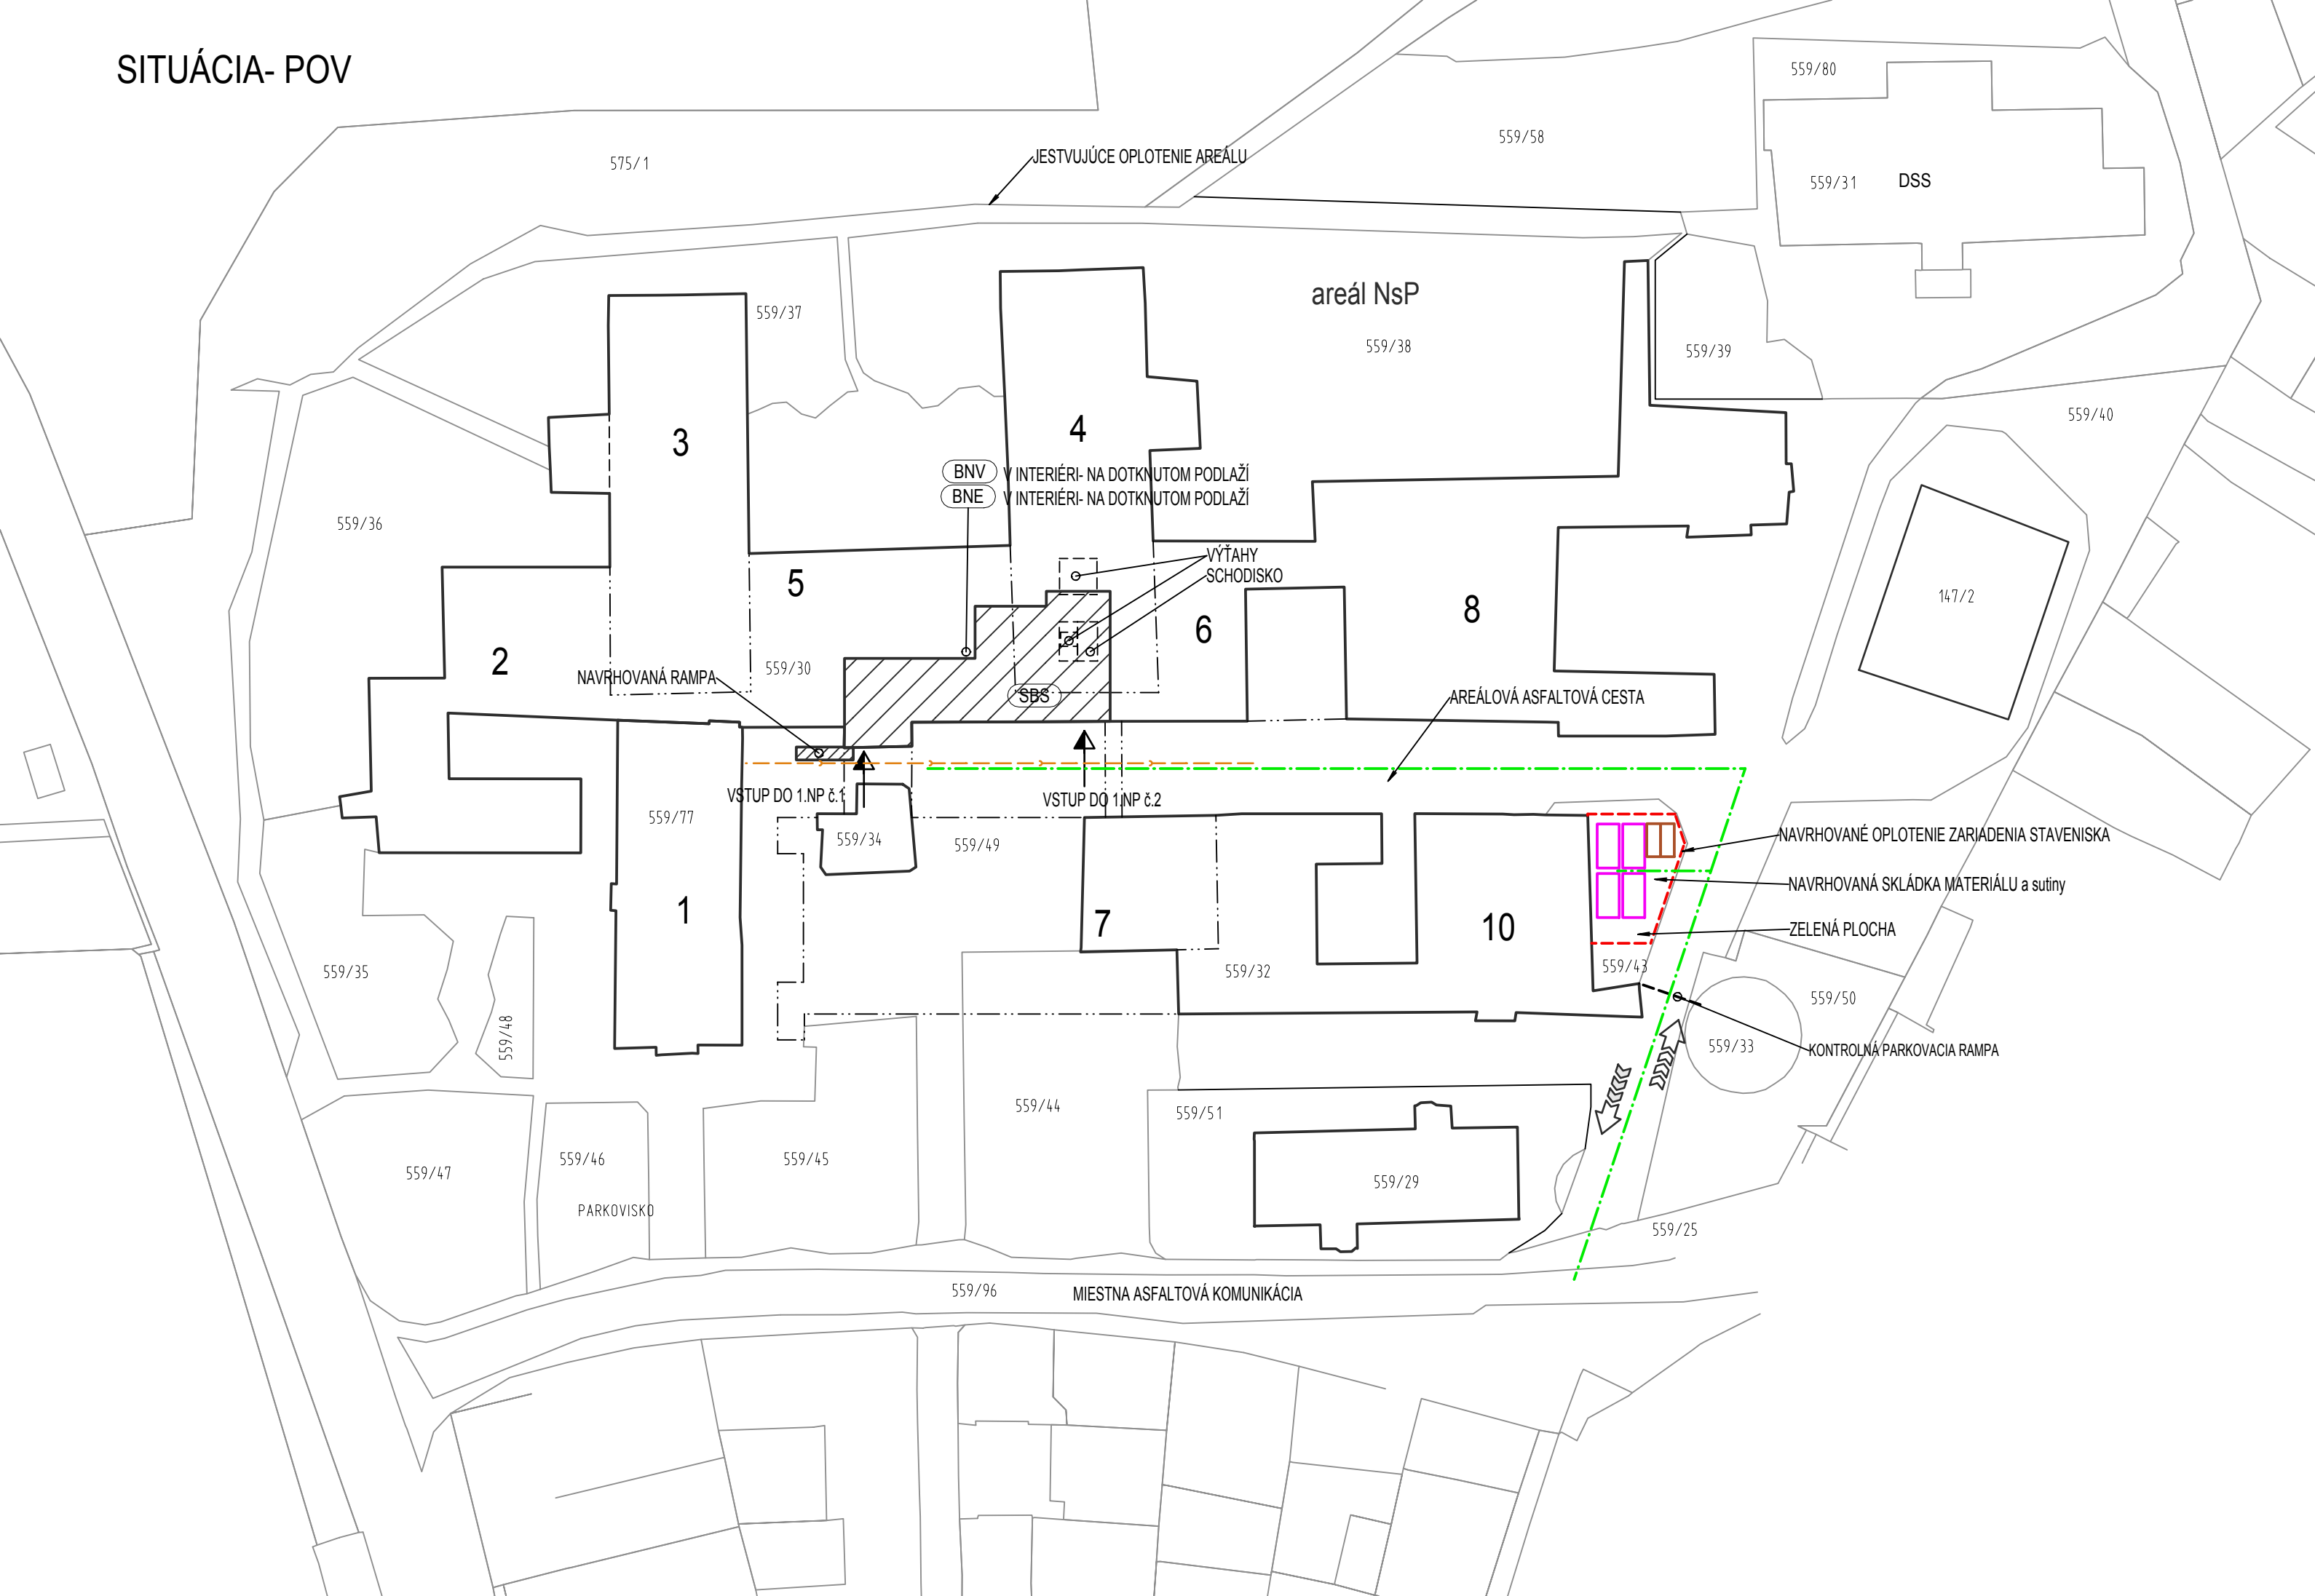 SITUÁCIA- POV
559/80
559/58
575/1
JESTVUJÚCE OPLOTENIE AREÁLU
559/31
DSS
areál NsP
559/37
559/38
559/39
559/40
3
4
BNV V INTERIÉRI- NA DOTKNUTOM PODLAŽÍ
BNE V INTERIÉRI- NA DOTKNUTOM PODLAŽÍ
559/36
VÝŤAHY
SCHODISKO
5
147/2
8
6
2
559/30
NAVRHOVANÁ RAMPA
SBS
AREÁLOVÁ ASFALTOVÁ CESTA
VSTUP DO 1.NP č.1
VSTUP DO 1.NP č.2
559/77
559/34
559/49
NAVRHOVANÉ OPLOTENIE ZARIADENIA STAVENISKA
NAVRHOVANÁ SKLÁDKA MATERIÁLU a sutiny
1
7
10
ZELENÁ PLOCHA
559/35
559/32
559/43
559/50
559/48
559/33
KONTROLNÁ PARKOVACIA RAMPA
559/44
559/51
559/47
559/46
559/45
559/29
PARKOVISKO
559/25
559/96
MIESTNA ASFALTOVÁ KOMUNIKÁCIA